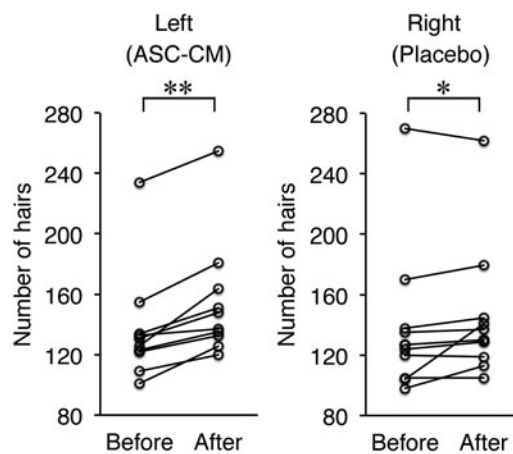 Left
(ASC-CM)
**
Number of hairs
280
240
200
160
120
80
Before After
Right
(Placebo)
*
Number of hairs
280
240
200
160
120
80
Before After